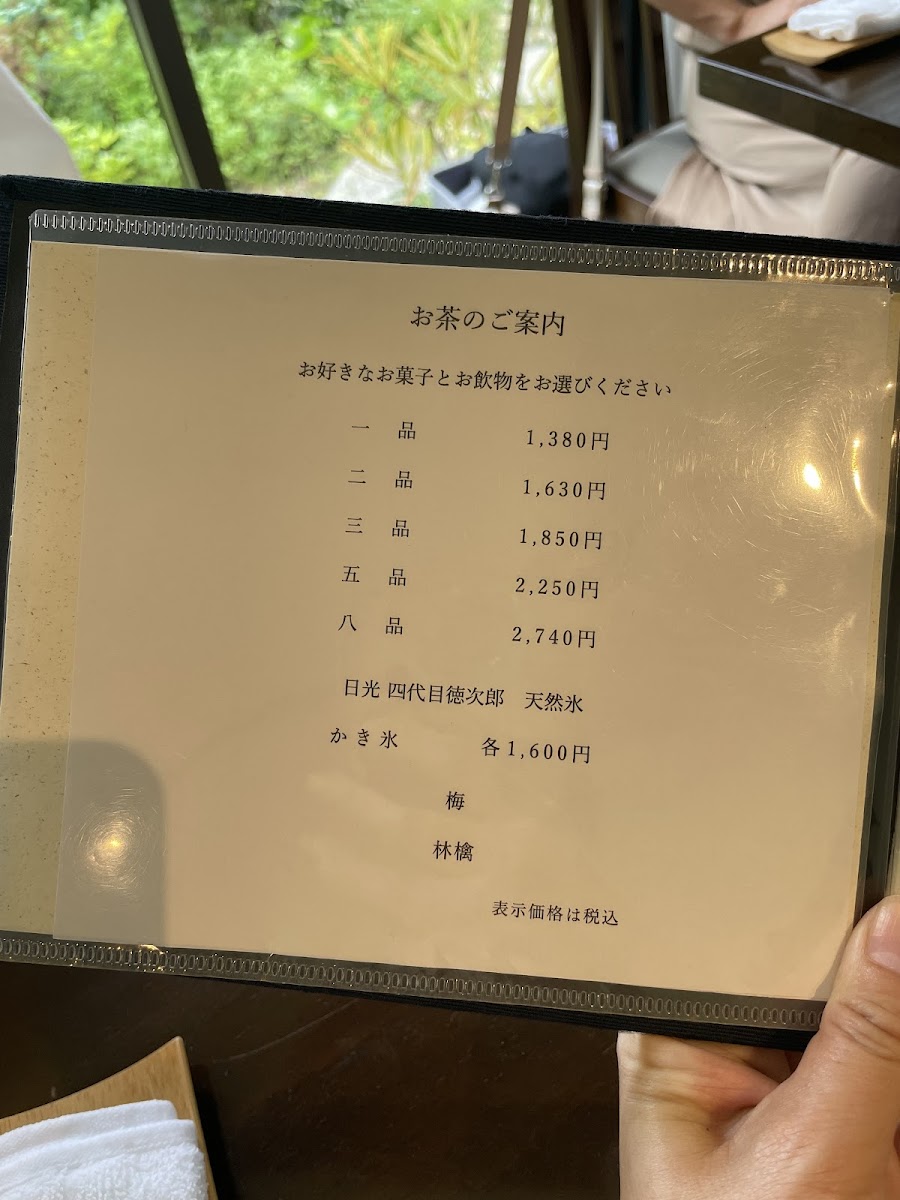 お茶のご案内
お好きなお菓子とお飲物をお選びください
一 品 1,380円
二 品 1,630円
三 品 1,850円
五 品 2,250円
八 品 2,740円
日光 四代目徳次郎 天然氷
かき氷 各1,600円
梅
林檎
表示価格は税込